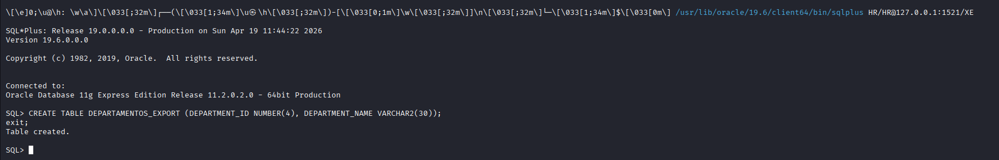 \[\e]0;\u@\h: \w\a\]\[\033[;32m\]┌──(\[\033[1;34m\]\u㉿\h\[\033[;32m\])-[\[\033[0;1m\]\w\[\033[;32m\]]\n\[\033[;32m\]└─\[\033[1;34m\]$\[\033[0m\] /usr/lib/oracle/19.6/client64/bin/sqlplus HR/HR@127.0.0.1:1521/XE
SQL*Plus: Release 19.0.0.0.0 - Production on Sun Apr 19 11:44:22 2026
Version 19.6.0.0.0
Copyright (c) 1982, 2019, Oracle.  All rights reserved.
Connected to:
Oracle Database 11g Express Edition Release 11.2.0.2.0 - 64bit Production
SQL> CREATE TABLE DEPARTAMENTOS_EXPORT (DEPARTMENT_ID NUMBER(4), DEPARTMENT_NAME VARCHAR2(30));
exit;
Table created.
SQL>